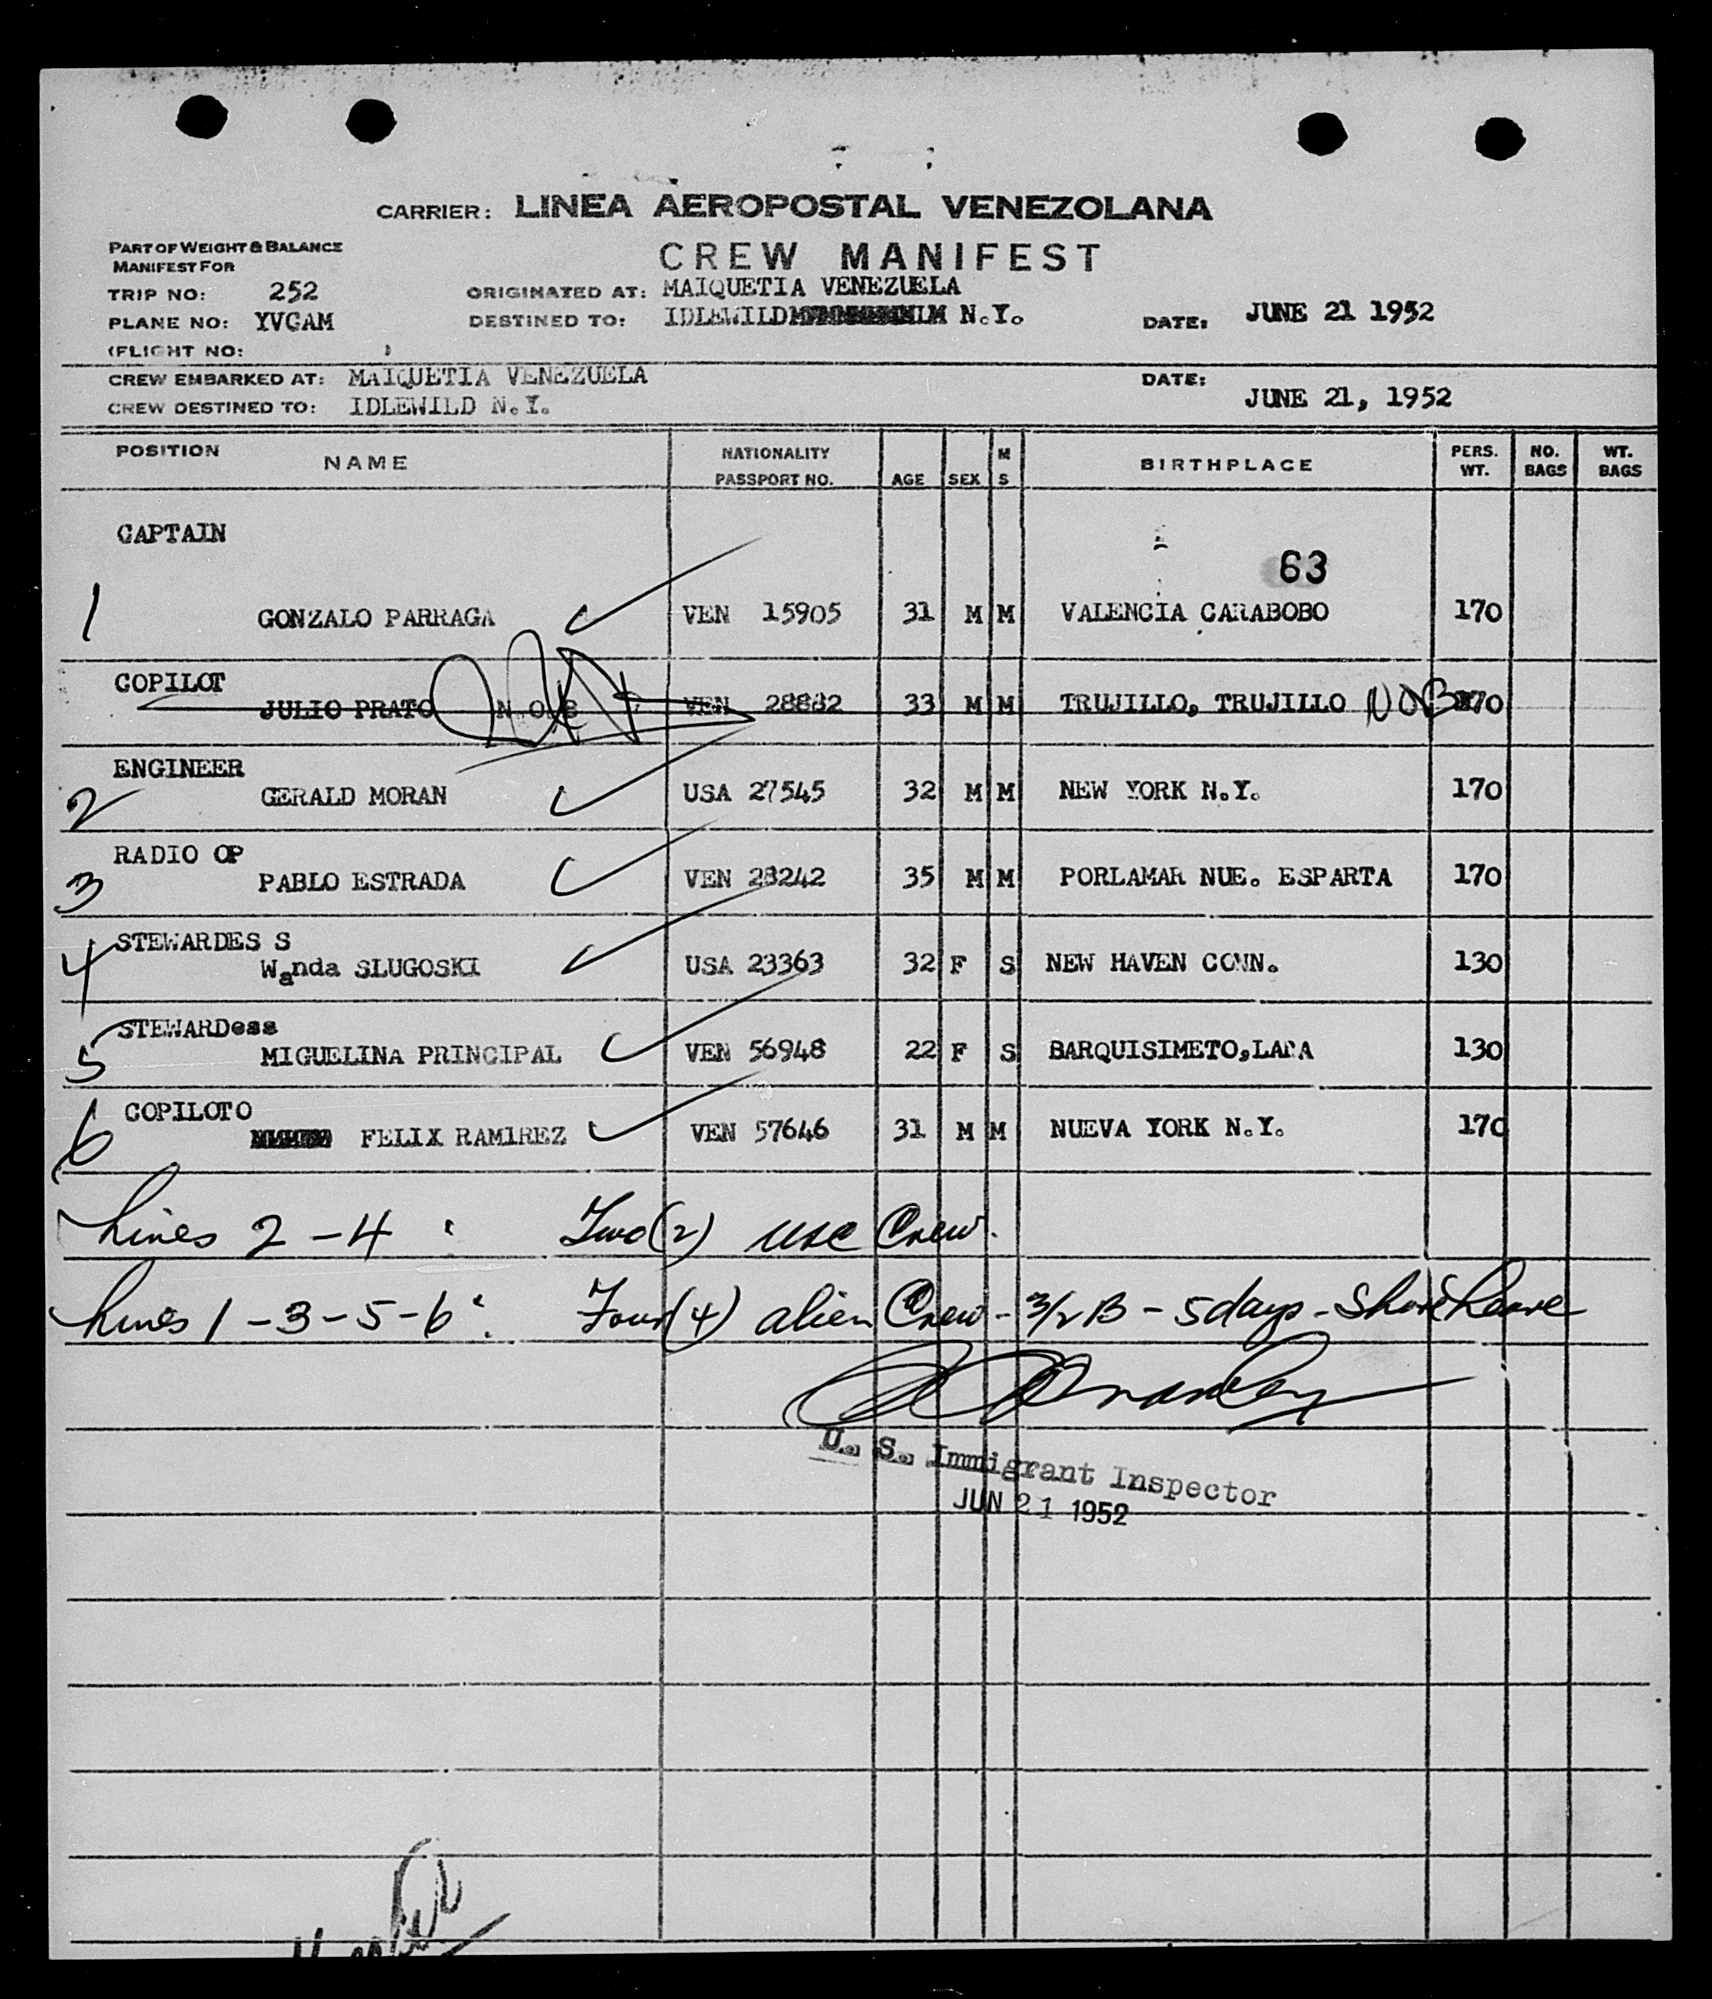 CARRIER: LINEA AEROPOSTAL VENEZOLANA
PART OF WEIGHT & BALANCE
MANIFEST FOR
CREW MANIFEST
TRIP NO: 252 ORIGINATED AT: MAIQUETIA VENEZUELA
PLANE NO: YVCAM DESTINED TO: IDLEWILD N.Y. DATE: JUNE 21 1952
(FLIGHT NO:
CREW EMBARKED AT: MAIQUETIA VENEZUELA DATE:
CREW DESTINED TO: IDLEWILD N.Y. JUNE 21, 1952
POSITION NAME NATIONALITY PASSPORT NO. AGE SEX M S BIRTHPLACE PERS. WT. NO. BAGS WT. BAGS
CAPTAIN
63
1 GONZALO PARRAGA VEN 15905 31 M M VALENCIA CARABOBO 170
COPILOT
JULIO PRATO VEN 28882 33 M M TRUJILLO, TRUJILLO NOB 170
ENGINEER
2 GERALD MORAN USA 27545 32 M M NEW YORK N.Y. 170
RADIO OP
3 PABLO ESTRADA VEN 28242 35 M M PORLAMAR NUE. ESPARTA 170
STEWARDES S
4 Wanda SLUGOSKI USA 23363 32 F S NEW HAVEN CONN. 130
STEWARDess
5 MIGUELINA PRINCIPAL VEN 56948 22 F S BARQUISIMETO,LARA 130
COPILOTO
6 FELIX RAMIREZ VEN 57646 31 M M NUEVA YORK N.Y. 170
Lines 2 - 4 : Two (2) USC Crew.
Lines 1 - 3 - 5 - 6 : Four (4) alien Crew - 3/2 B - 5 days - Shore Leave
U. S. Immigrant Inspector
JUN 21 1952